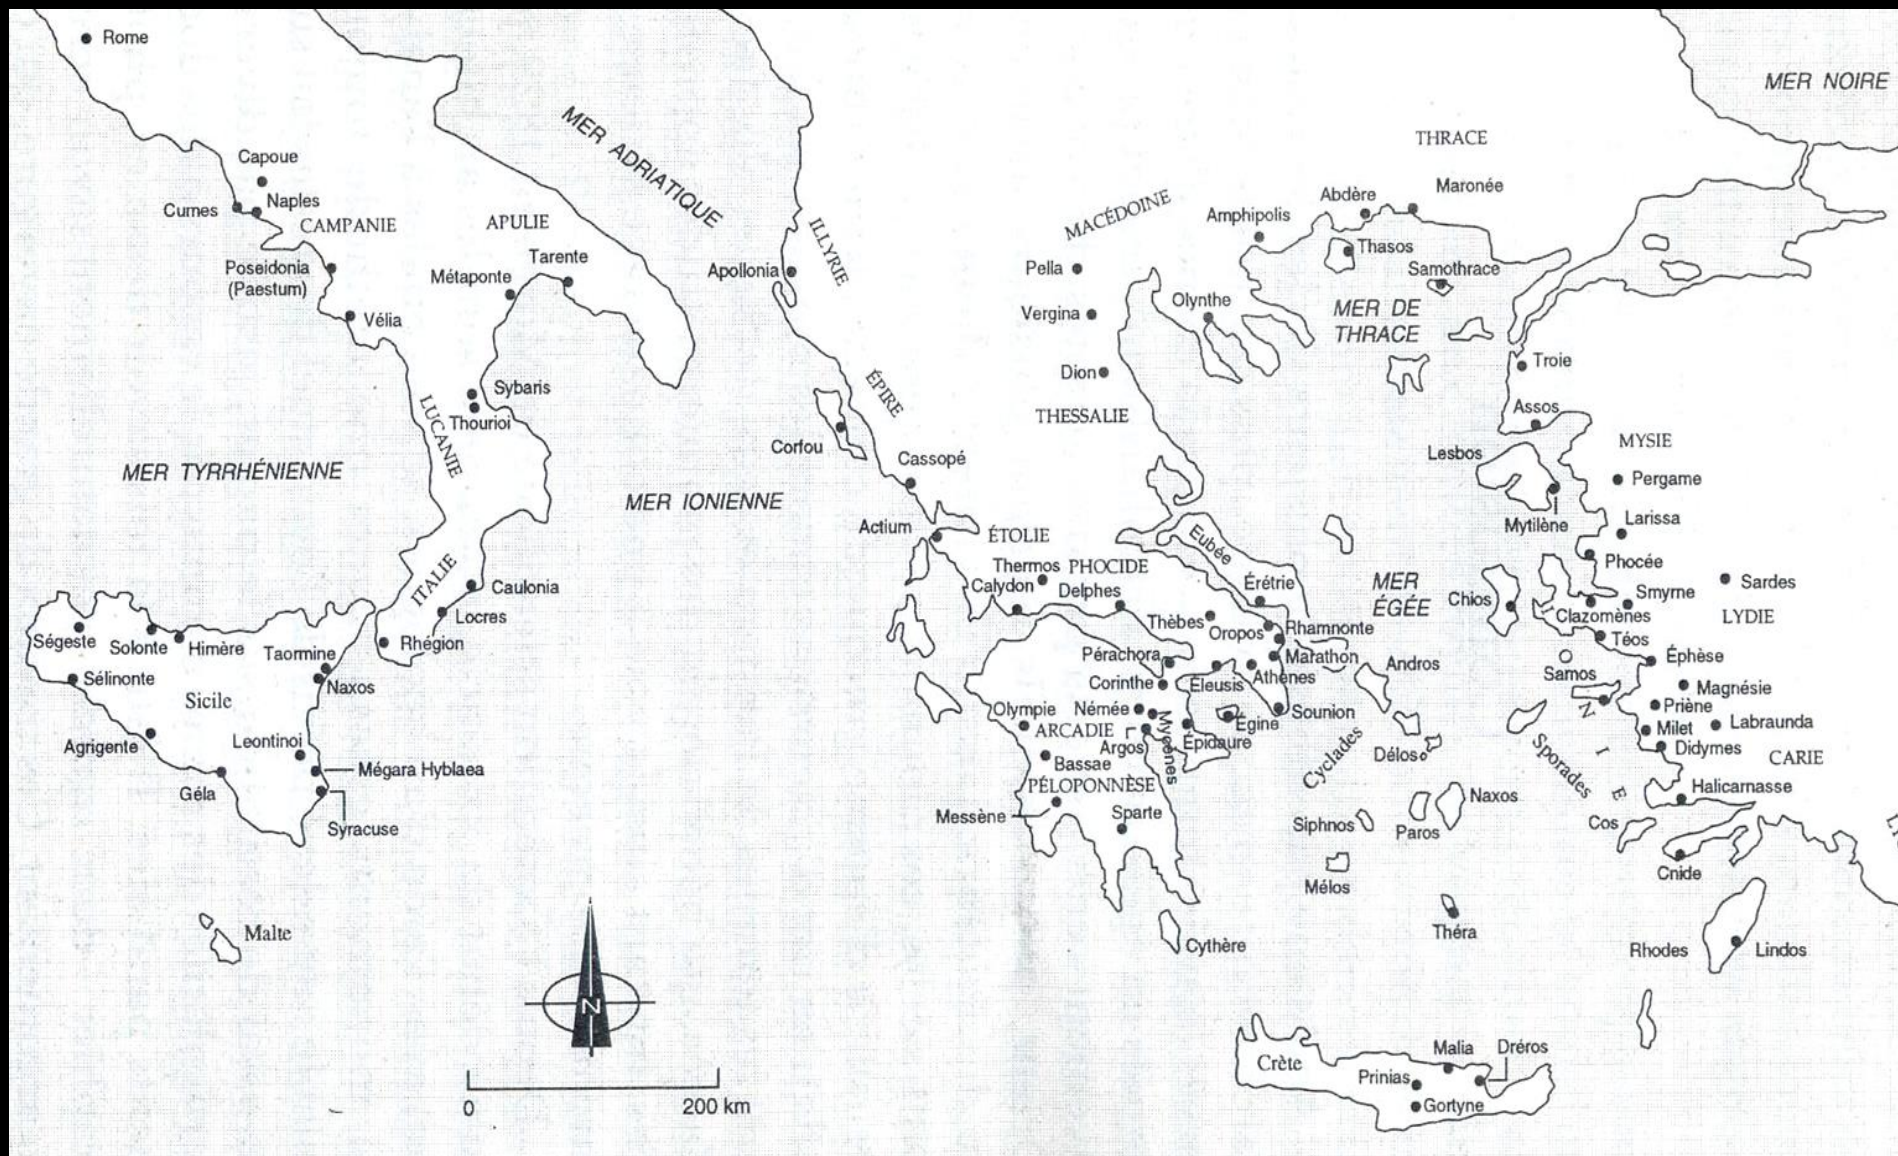 Rome
MER NOIRE
MER ADRIATIQUE
THRACE
Capoue
Naples
Cumes
CAMPANIE
APULIE
ILLYRIE
MACÉDOINE
Amphipolis
Abdère
Maronée
Thasos
Samothrace
Poseidonia
(Paestum)
Métaponte
Tarente
Apollonia
Pella
Vergina
Olynthe
MER DE
THRACE
Vélia
Dion
Troie
Sybaris
Thourioi
LUCANIE
ÉPIRE
THESSALIE
Assos
MYSIE
Corfou
Cassopé
Lesbos
Pergame
MER TYRRHÉNIENNE
MER IONIENNE
Mytilène
Larissa
Actium
ÉTOLIE
Eubée
Phocée
Thermos
PHOCIDE
Calydon
Delphes
Érétrie
MER
ÉGÉE
Chios
Smyrne
Sardes
ITALIE
Caulonia
Locres
Rhégion
Clazomènes
LYDIE
Ségeste
Solonte
Himère
Taormine
Naxos
Thèbes
Oropos
Rhamnonte
Téos
Sélinonte
Sicile
Pérachora
Marathon
Andros
Éphèse
Corinthe
Éleusis
Athènes
Samos
Magnésie
Olympie
Némée
Mycènes
Égine
Sounion
Priène
ARCADIE
Argos
Épidaure
Milet
Labraunda
Agrigente
Leontinoi
Bassae
Cyclades
Délos
Sporades
Didymes
CARIE
Mégara Hyblaea
PÉLOPONNÈSE
IONIE
Géla
Naxos
Halicarnasse
Syracuse
Messène
Sparte
Siphnos
Paros
Cos
Mélos
Cnide
Malte
Cythère
Théra
Rhodes
Lindos
N
Crète
Malia
Dréros
Prinias
Gortyne
0
200 km